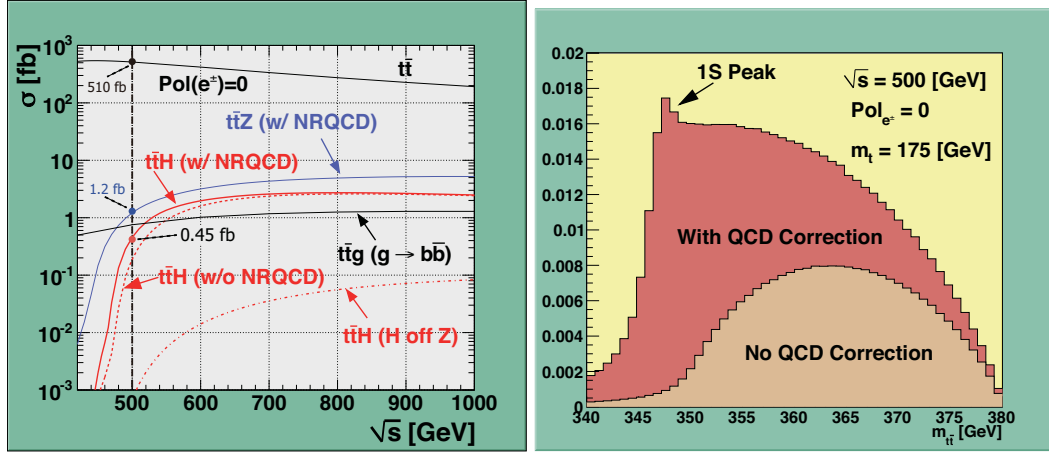 σ [fb]
10³
10²
10
1
10⁻¹
10⁻²
10⁻³
510 fb
Pol(e±)=0
tt̄
tt̄Z (w/ NRQCD)
tt̄H (w/ NRQCD)
1.2 fb
0.45 fb
tt̄g (g → bb̄)
tt̄H (w/o NRQCD)
tt̄H (H off Z)
500 600 700 800 900 1000
√s [GeV]
0.02
0.018
0.016
0.014
0.012
0.01
0.008
0.006
0.004
0.002
0
1S Peak
√s = 500 [GeV]
Pol e± = 0
mt = 175 [GeV]
With QCD Correction
No QCD Correction
340 345 350 355 360 365 370 375 380
mtt̄ [GeV]